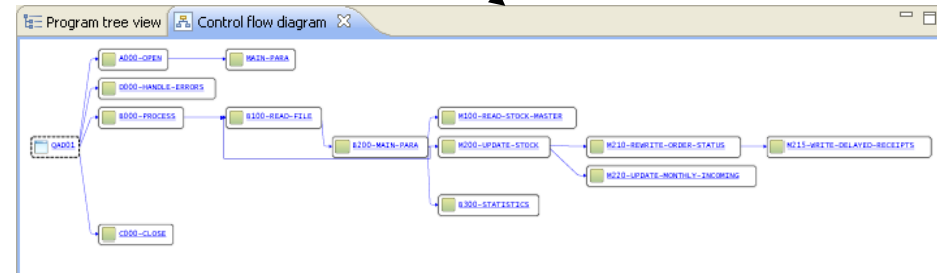 Program tree view
Control flow diagram
A000-OPEN
MAIN-PARA
D000-HANDLE-ERRORS
B000-PROCESS
B100-READ-FILE
M100-READ-STOCK-MASTER
QAD01
B200-MAIN-PARA
M200-UPDATE-STOCK
M210-REWRITE-ORDER-STATUS
M215-WRITE-DELAYED-RECEIPTS
M220-UPDATE-MONTHLY-INCOMING
B300-STATISTICS
C000-CLOSE